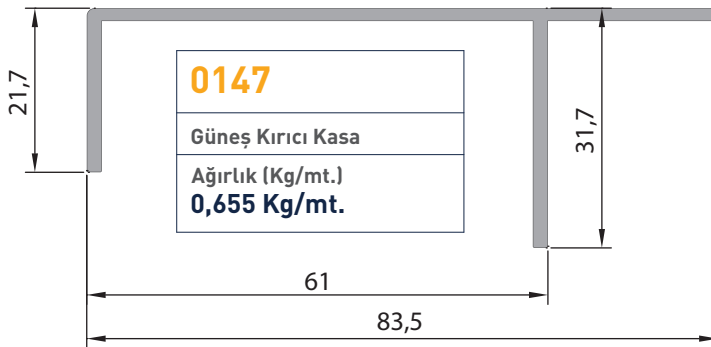 21,7
0147
Güneş Kırıcı Kasa
Ağırlık (Kg/mt.)
0,655 Kg/mt.
31,7
61
83,5